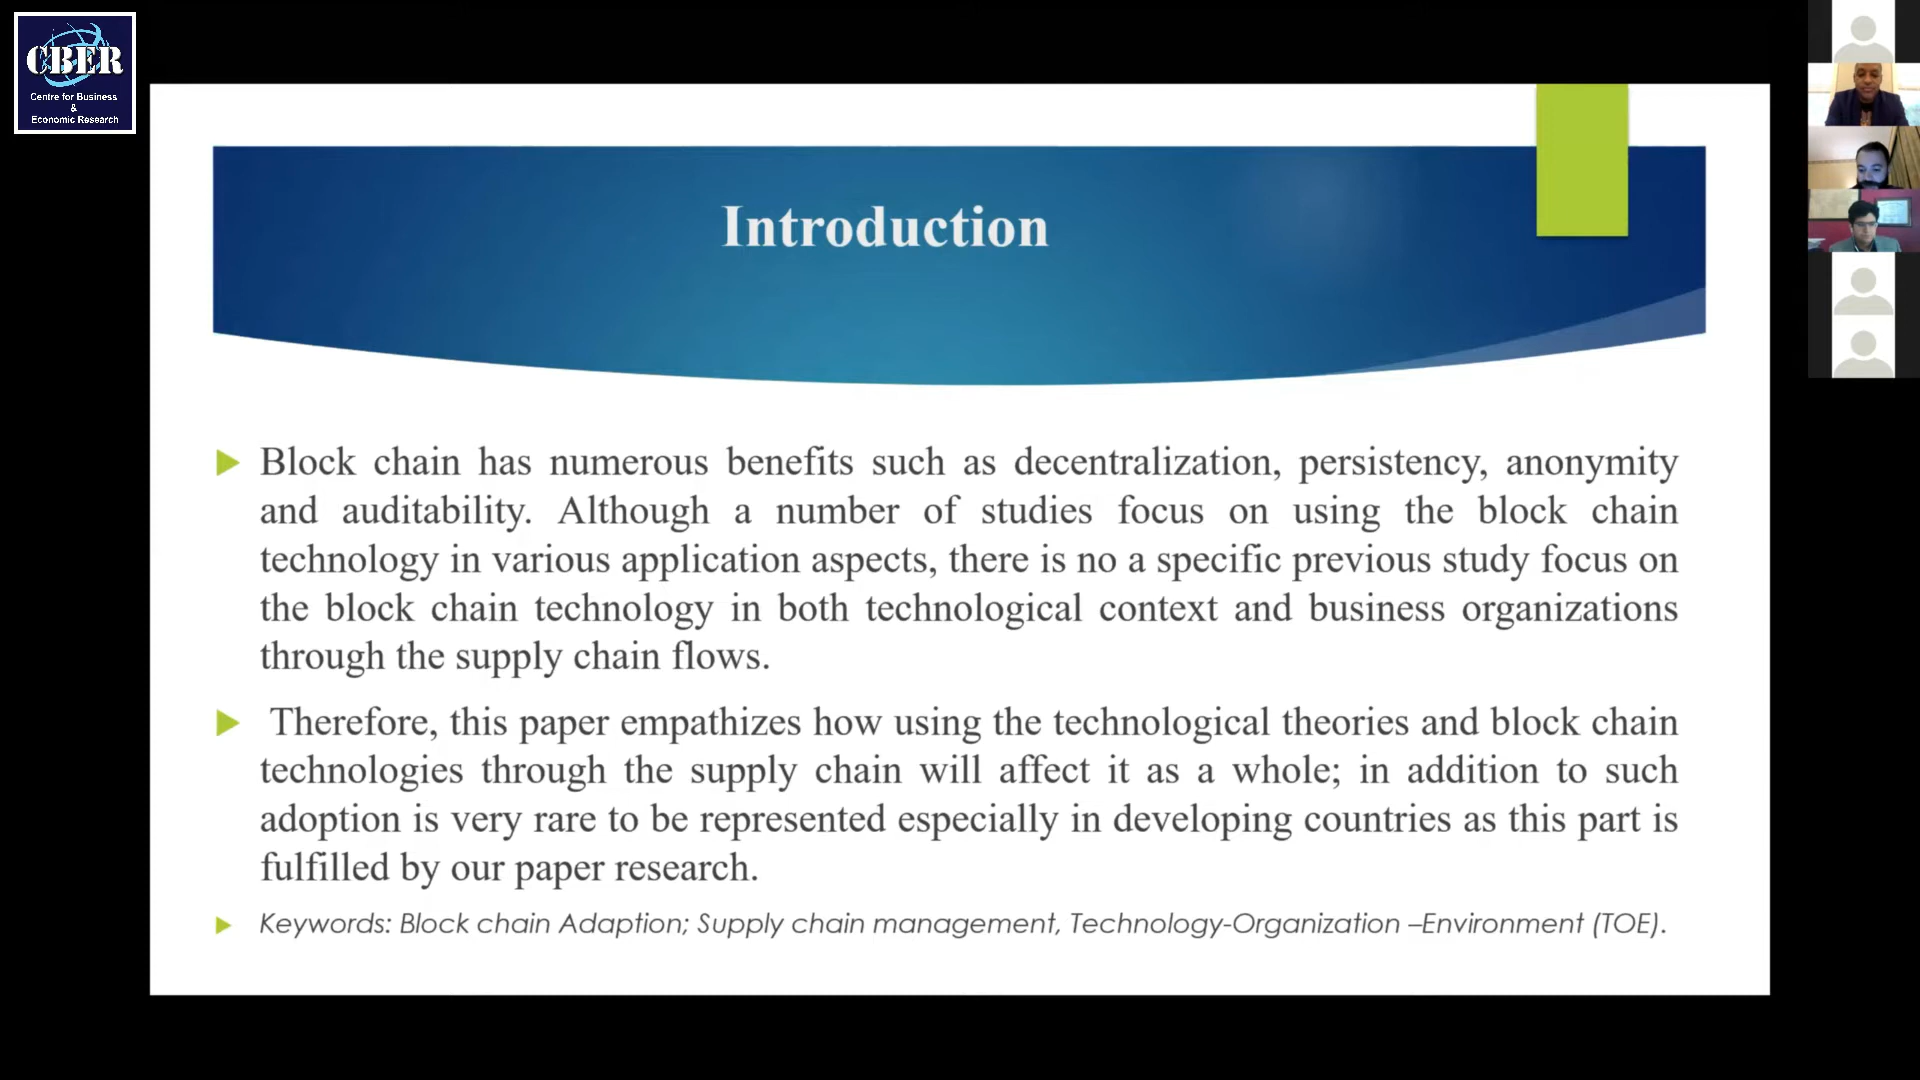 CBER
Centre for Business
&
Economic Research
Introduction
Block chain has numerous benefits such as decentralization, persistency, anonymity
and auditability. Although a number of studies focus on using the block chain
technology in various application aspects, there is no a specific previous study focus on
the block chain technology in both technological context and business organizations
through the supply chain flows.
Therefore, this paper empathizes how using the technological theories and block chain
technologies through the supply chain will affect it as a whole; in addition to such
adoption is very rare to be represented especially in developing countries as this part is
fulfilled by our paper research.
Keywords: Block chain Adaption; Supply chain management, Technology-Organization –Environment (TOE).